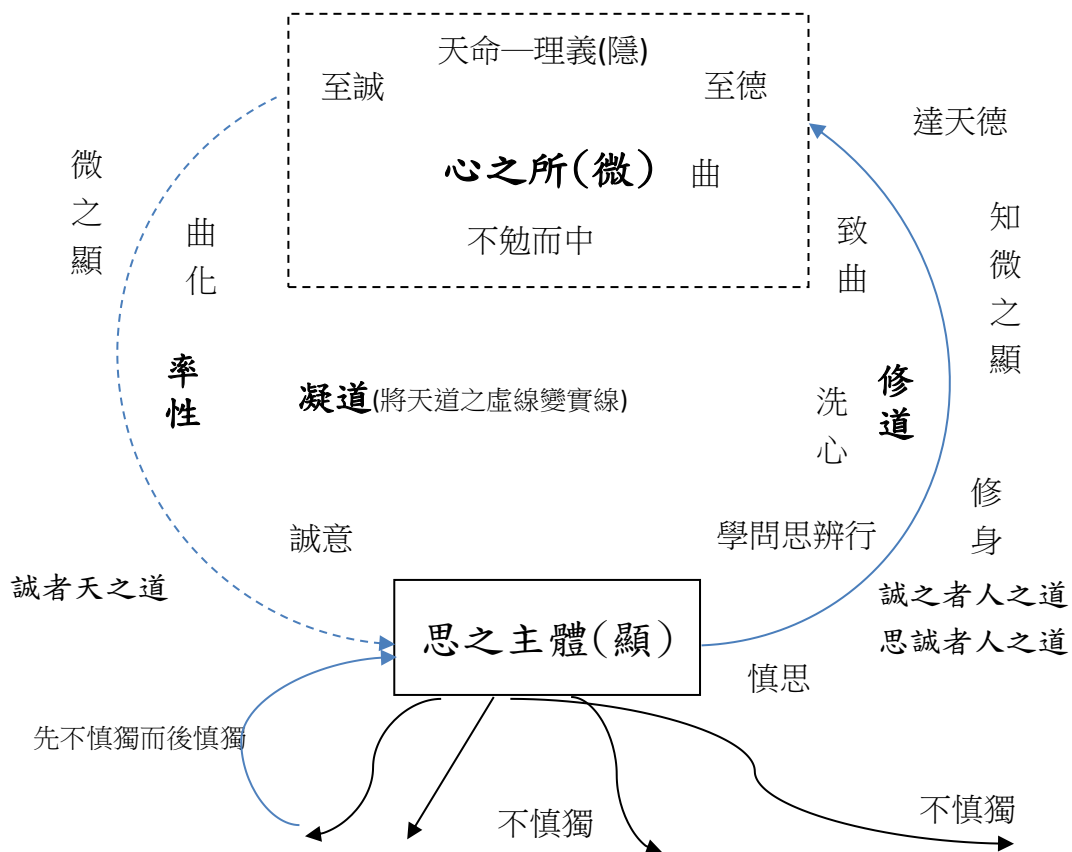 天命—理義(隱)
至誠
至德
達天德
心之所(微)
曲
不勉而中
微之顯
曲化
致曲
知微之顯
率性
凝道(將天道之虛線變實線)
洗心
修道
誠意
學問思辨行
修身
誠者天之道
思之主體(顯)
誠之者人之道
思誠者人之道
慎思
先不慎獨而後慎獨
不慎獨
不慎獨